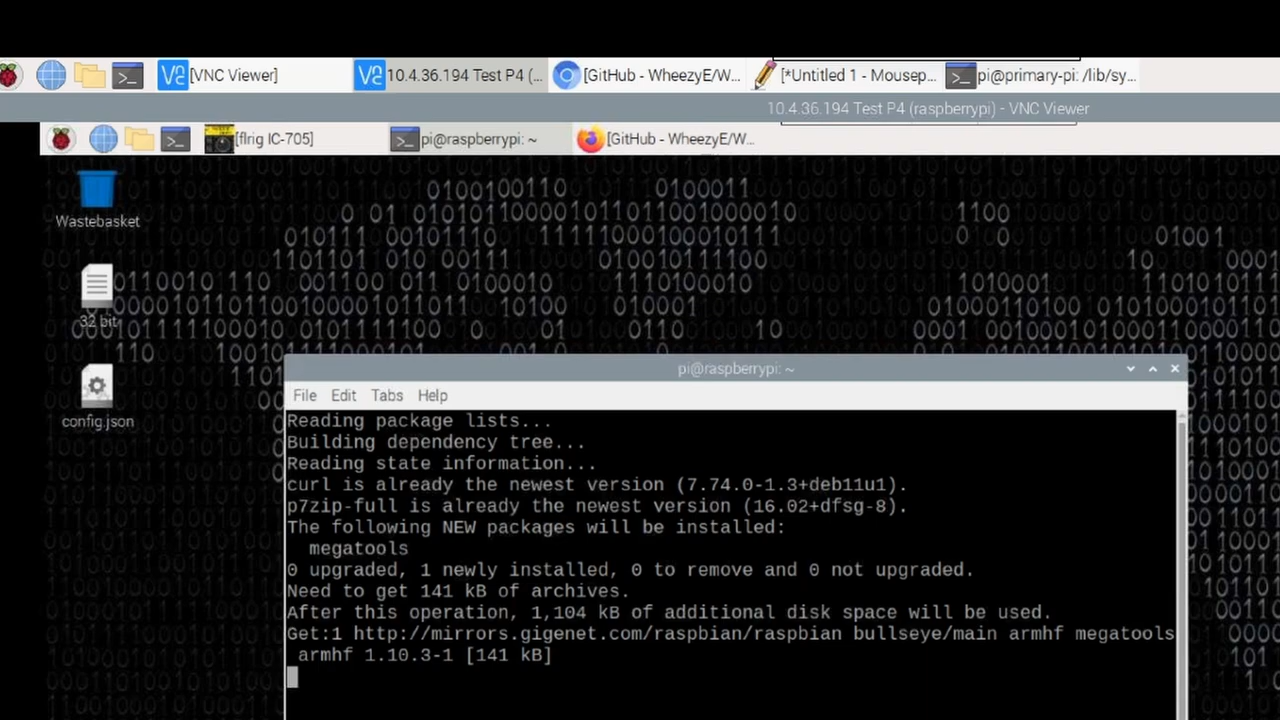 [VNC Viewer] 10.4.36.194 Test P4 (... [GitHub - WheezyE/W... [*Untitled 1 - Mousep... pi@primary-pi: /lib/sy...
10.4.36.194 Test P4 (raspberrypi) - VNC Viewer
[flrig IC-705] pi@raspberrypi: ~ [GitHub - WheezyE/W...
Wastebasket
32 bit
config.json
pi@raspberrypi: ~
File Edit Tabs Help
Reading package lists...
Building dependency tree...
Reading state information...
curl is already the newest version (7.74.0-1.3+deb11u1).
p7zip-full is already the newest version (16.02+dfsg-8).
The following NEW packages will be installed:
megatools
0 upgraded, 1 newly installed, 0 to remove and 0 not upgraded.
Need to get 141 kB of archives.
After this operation, 1,104 kB of additional disk space will be used.
Get:1 http://mirrors.gigenet.com/raspbian/raspbian bullseye/main armhf megatools
armhf 1.10.3-1 [141 kB]